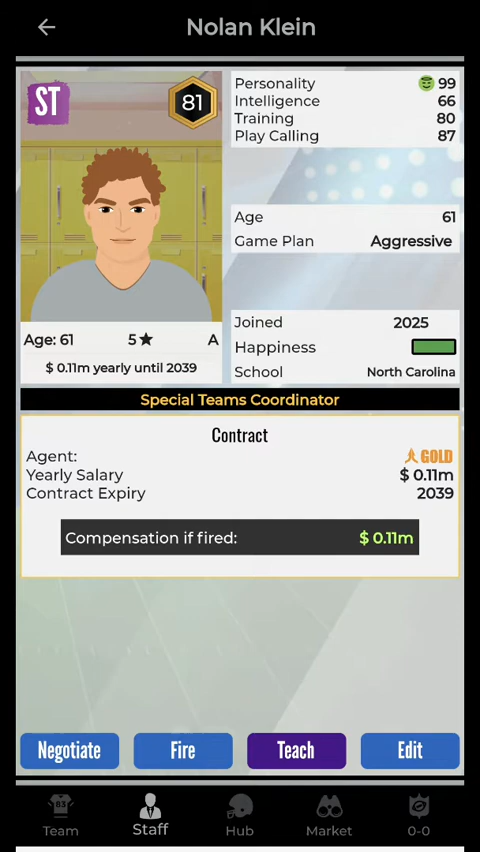 Nolan Klein
ST
81
Personality 99
Intelligence 66
Training 80
Play Calling 87
Age 61
Game Plan Aggressive
Age: 61 5★ A
$ 0.11m yearly until 2039
Joined 2025
Happiness
School North Carolina
Special Teams Coordinator
Contract
Agent: GOLD
Yearly Salary $ 0.11m
Contract Expiry 2039
Compensation if fired: $ 0.11m
Negotiate Fire Teach Edit
83
Team Staff Hub Market 0-0